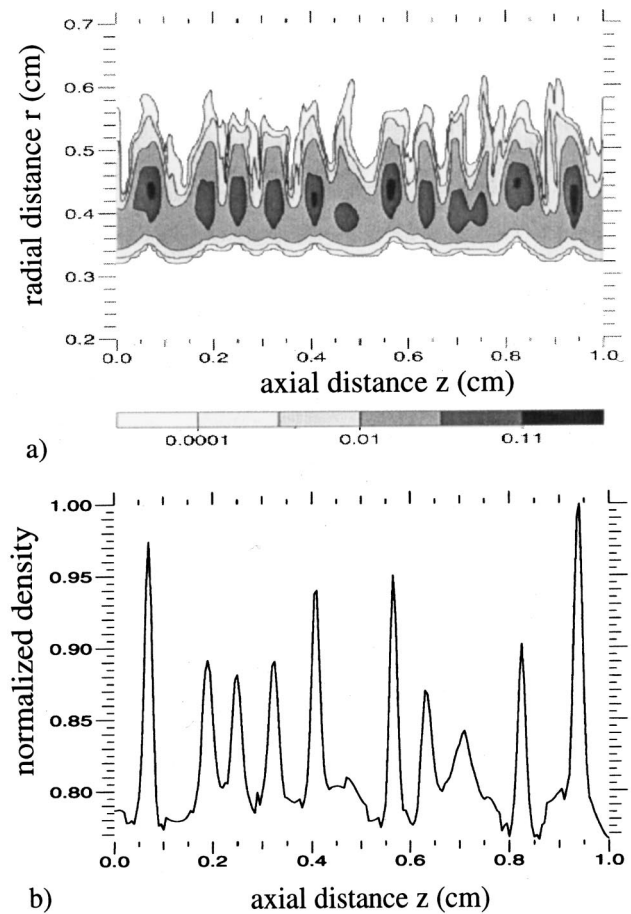 0.7
0.6
0.5
0.4
0.3
0.2
radial distance r (cm)
0.0 0.2 0.4 0.6 0.8 1.0
axial distance z (cm)
0.0001 0.01 0.11
a)
1.00
0.95
0.90
0.85
0.80
normalized density
0.0 0.2 0.4 0.6 0.8 1.0
b) axial distance z (cm)